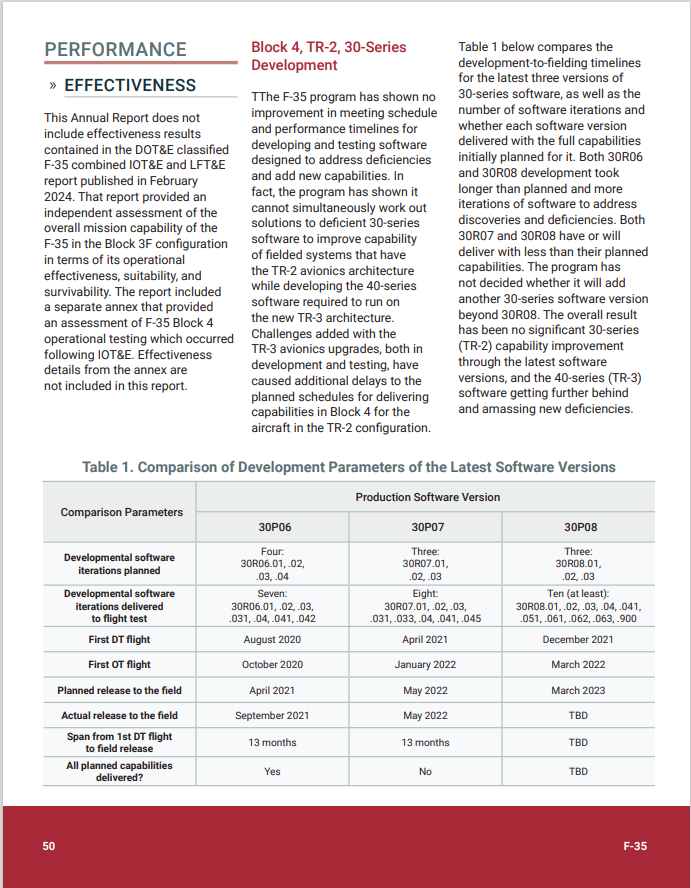 PERFORMANCE
» EFFECTIVENESS
This Annual Report does not
include effectiveness results
contained in the DOT&E classified
F-35 combined IOT&E and LFT&E
report published in February
2024. That report provided an
independent assessment of the
overall mission capability of the
F-35 in the Block 3F configuration
in terms of its operational
effectiveness, suitability, and
survivability. The report included
a separate annex that provided
an assessment of F-35 Block 4
operational testing which occurred
following IOT&E. Effectiveness
details from the annex are
not included in this report.
Block 4, TR-2, 30-Series
Development
TThe F-35 program has shown no
improvement in meeting schedule
and performance timelines for
developing and testing software
designed to address deficiencies
and add new capabilities. In
fact, the program has shown it
cannot simultaneously work out
solutions to deficient 30-series
software to improve capability
of fielded systems that have
the TR-2 avionics architecture
while developing the 40-series
software required to run on
the new TR-3 architecture.
Challenges added with the
TR-3 avionics upgrades, both in
development and testing, have
caused additional delays to the
planned schedules for delivering
capabilities in Block 4 for the
aircraft in the TR-2 configuration.
Table 1 below compares the
development-to-fielding timelines
for the latest three versions of
30-series software, as well as the
number of software iterations and
whether each software version
delivered with the full capabilities
initially planned for it. Both 30R06
and 30R08 development took
longer than planned and more
iterations of software to address
discoveries and deficiencies. Both
30R07 and 30R08 have or will
deliver with less than their planned
capabilities. The program has
not decided whether it will add
another 30-series software version
beyond 30R08. The overall result
has been no significant 30-series
(TR-2) capability improvement
through the latest software
versions, and the 40-series (TR-3)
software getting further behind
and amassing new deficiencies.
Table 1. Comparison of Development Parameters of the Latest Software Versions
Comparison Parameters
Production Software Version
30P06 30P07 30P08
Developmental software
iterations planned
Four:
30R06.01, .02,
.03, .04
Three:
30R07.01,
.02, .03
Three:
30R08.01,
.02, .03
Developmental software
iterations delivered
to flight test
Seven:
30R06.01, .02, .03,
.031, .04, .041, .042
Eight:
30R07.01, .02, .03,
.031, .033, .04, .041, .045
Ten (at least):
30R08.01, .02, .03, .04, .041,
.051, .061, .062, .063, .900
First DT flight August 2020 April 2021 December 2021
First OT flight October 2020 January 2022 March 2022
Planned release to the field April 2021 May 2022 March 2023
Actual release to the field September 2021 May 2022 TBD
Span from 1st DT flight
to field release
13 months 13 months TBD
All planned capabilities
delivered?
Yes No TBD
50 F-35